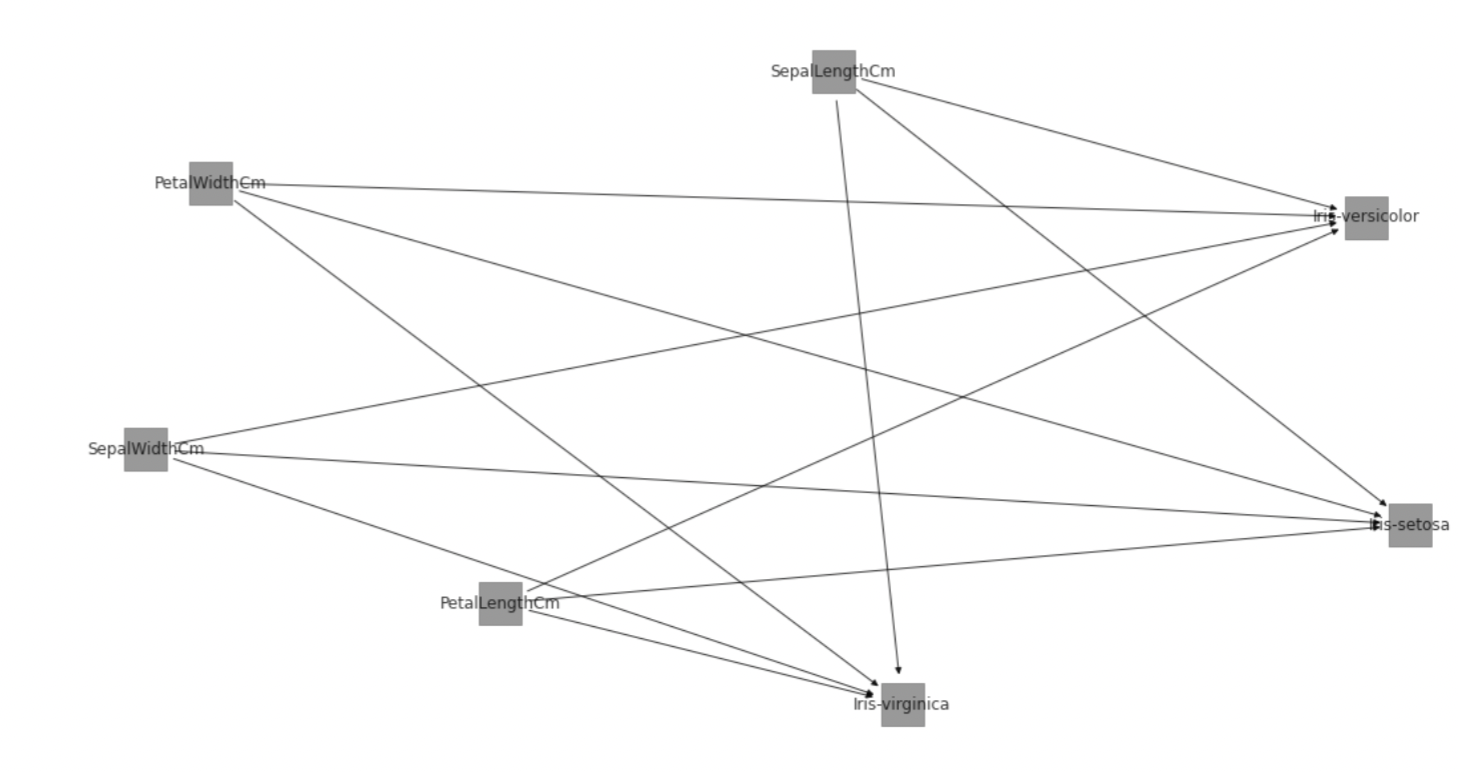 SepalLengthCm
PetalWidthCm
Iris-versicolor
SepalWidthCm
Iris-setosa
PetalLengthCm
Iris-virginica